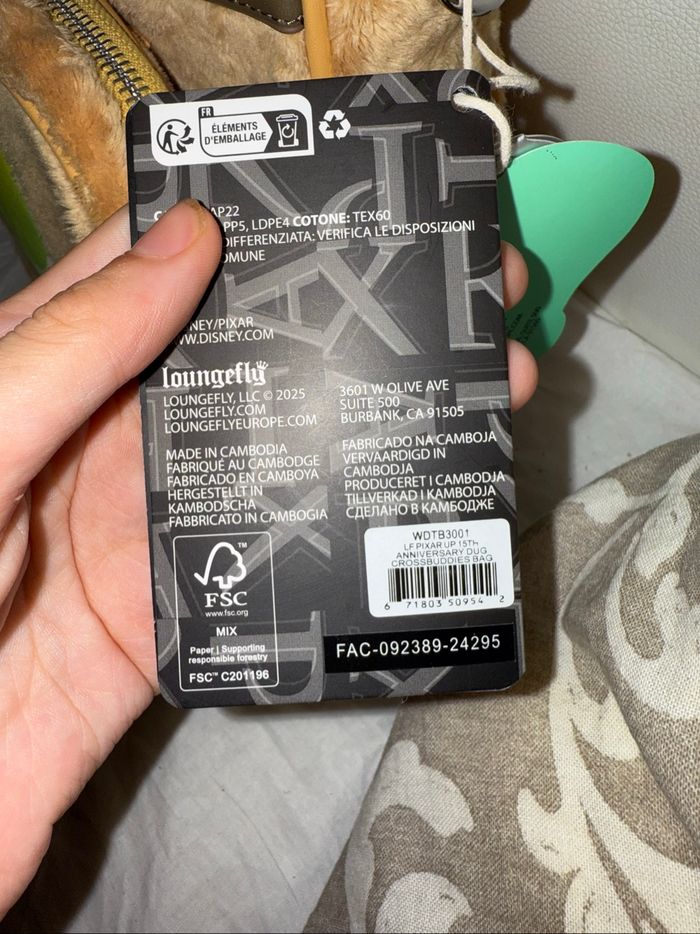 FR
ÉLÉMENTS
D'EMBALLAGE
AP22
PP5, LDPE4 COTONE: TEX60
DIFFERENZIATA: VERIFICA LE DISPOSIZIONI
OMUNE
NEY/PIXAR
W.DISNEY.COM
loungefly
LOUNGEFLY, LLC © 2025
LOUNGEFLY.COM
LOUNGEFLYEUROPE.COM
3601 W OLIVE AVE
SUITE 500
BURBANK, CA 91505
MADE IN CAMBODIA
FABRIQUÉ AU CAMBODGE
FABRICADO EN CAMBOYA
HERGESTELLT IN
KAMBODSCHA
FABBRICATO IN CAMBOGIA
FABRICADO NA CAMBOJA
VERVAARDIGD IN
CAMBODJA
PRODUCERET I CAMBODJA
TILLVERKAD I KAMBODJA
СДЕЛАНО В КАМБОДЖЕ
FSC
www.fsc.org
MIX
Paper | Supporting
responsible forestry
FSC™ C201196
WDTB3001
LF PIXAR UP 15TH
ANNIVERSARY DUG
CROSSBUDDIES BAG
6 71803 50954 2
FAC-092389-24295